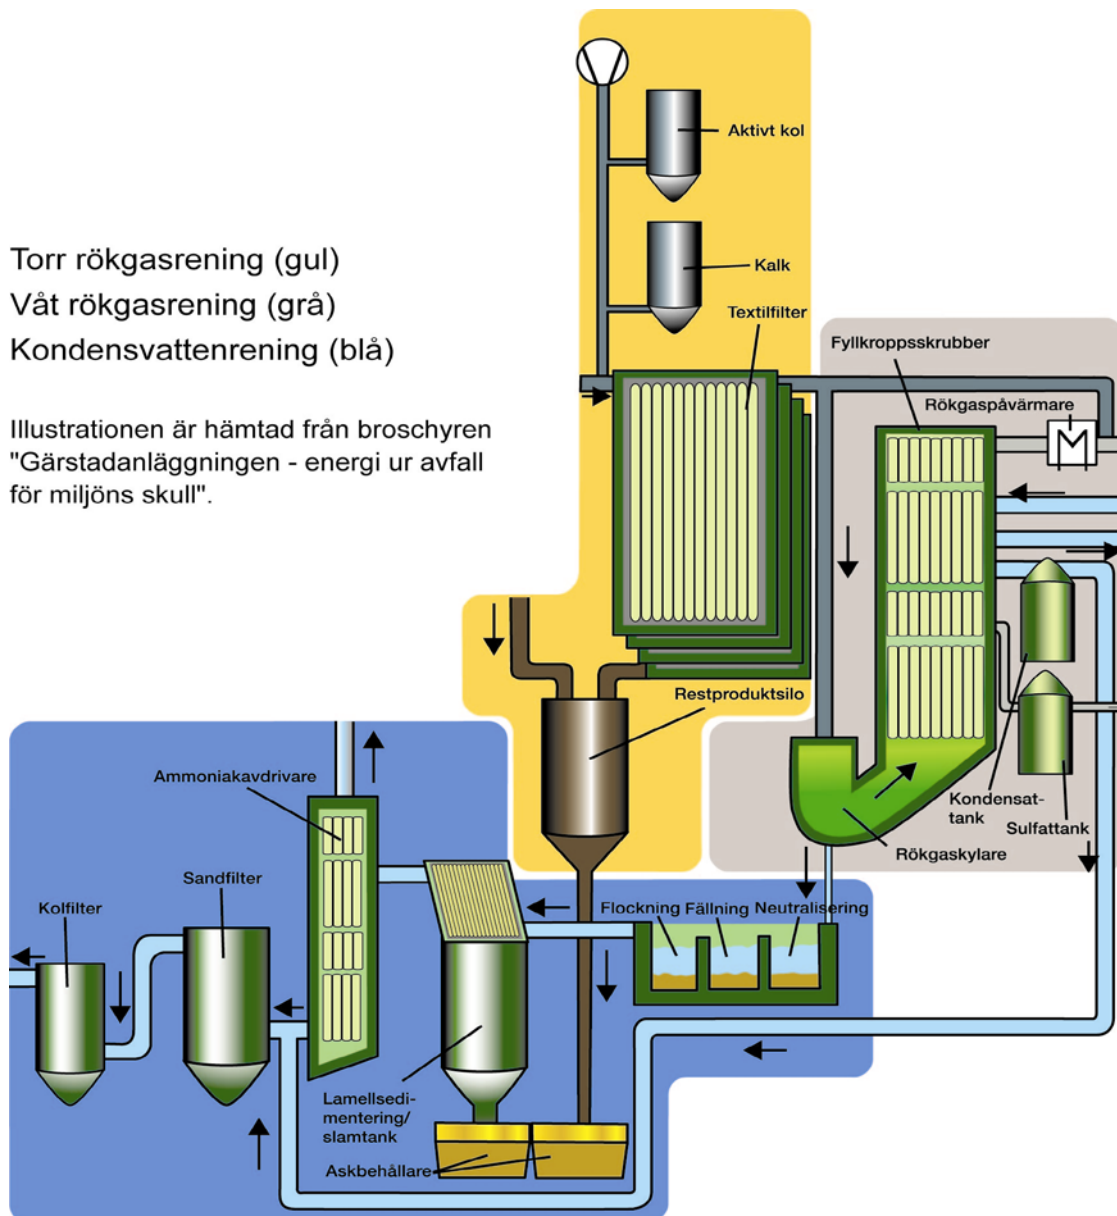 Aktivt kol
Torr rökgasrening (gul)
Våt rökgasrening (grå)
Kondensvattenrening (blå)
Kalk
Textilfilter
Fyllkroppsskrubber
Rökgaspåvärmare
Illustrationen är hämtad från broschyren
"Gärstadanläggningen - energi ur avfall
för miljöns skull".
Restproduktsilo
Ammoniakavdrivare
Kondensat-
tank
Sulfattank
Rökgaskylare
Sandfilter
Kolfilter
Flockning
Fällning
Neutralisering
Lamellsedi-
mentering/
slamtank
Askbehållare